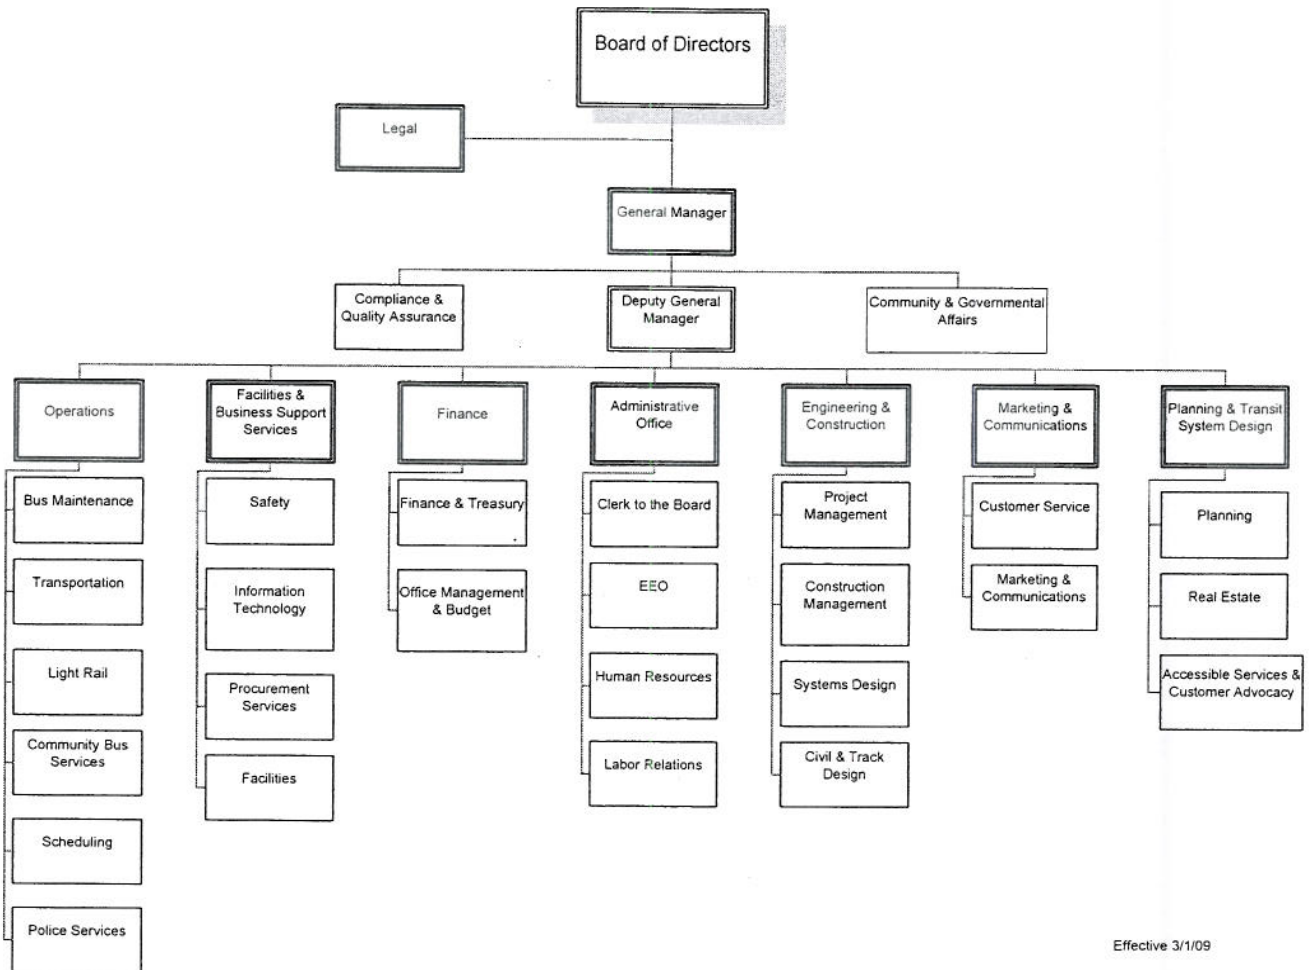 Board of Directors
Legal
General Manager
Compliance &
Quality Assurance
Deputy General
Manager
Community & Governmental
Affairs
Operations
Facilities &
Business Support
Services
Finance
Administrative
Office
Engineering &
Construction
Marketing &
Communications
Planning & Transit
System Design
Bus Maintenance
Transportation
Light Rail
Community Bus
Services
Scheduling
Police Services
Safety
Information
Technology
Procurement
Services
Facilities
Finance & Treasury
Office Management
& Budget
Clerk to the Board
EEO
Human Resources
Labor Relations
Project
Management
Construction
Management
Systems Design
Civil & Track
Design
Customer Service
Marketing &
Communications
Planning
Real Estate
Accessible Services &
Customer Advocacy
Effective 3/1/09